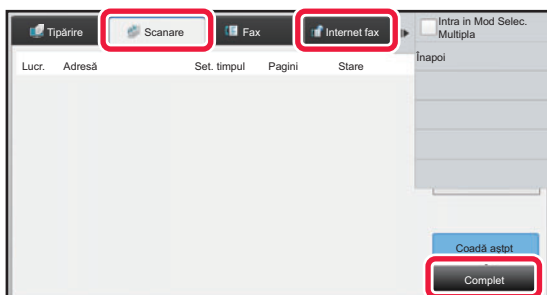 Tipărire Scanare Fax Internet fax
Intra in Mod Selec.
Multipla
Lucr. Adresă Set. timpul Pagini Stare
Înapoi
Coadă aștpt
Complet